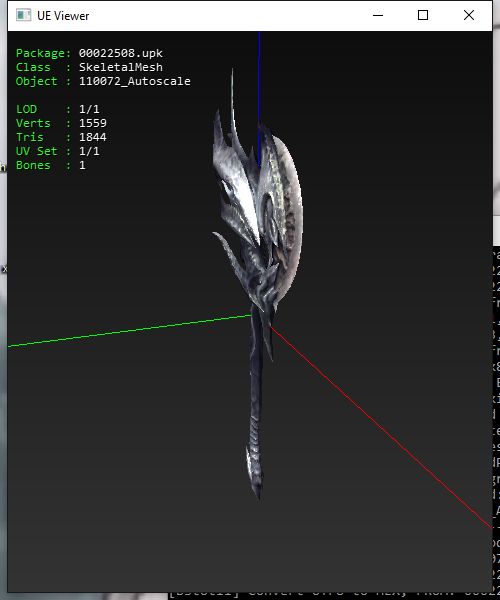 UE Viewer
Package: 00022508.upk
Class : SkeletalMesh
Object : 110072_Autoscale
LOD : 1/1
Verts : 1559
Tris : 1844
UV Set : 1/1
Bones : 1